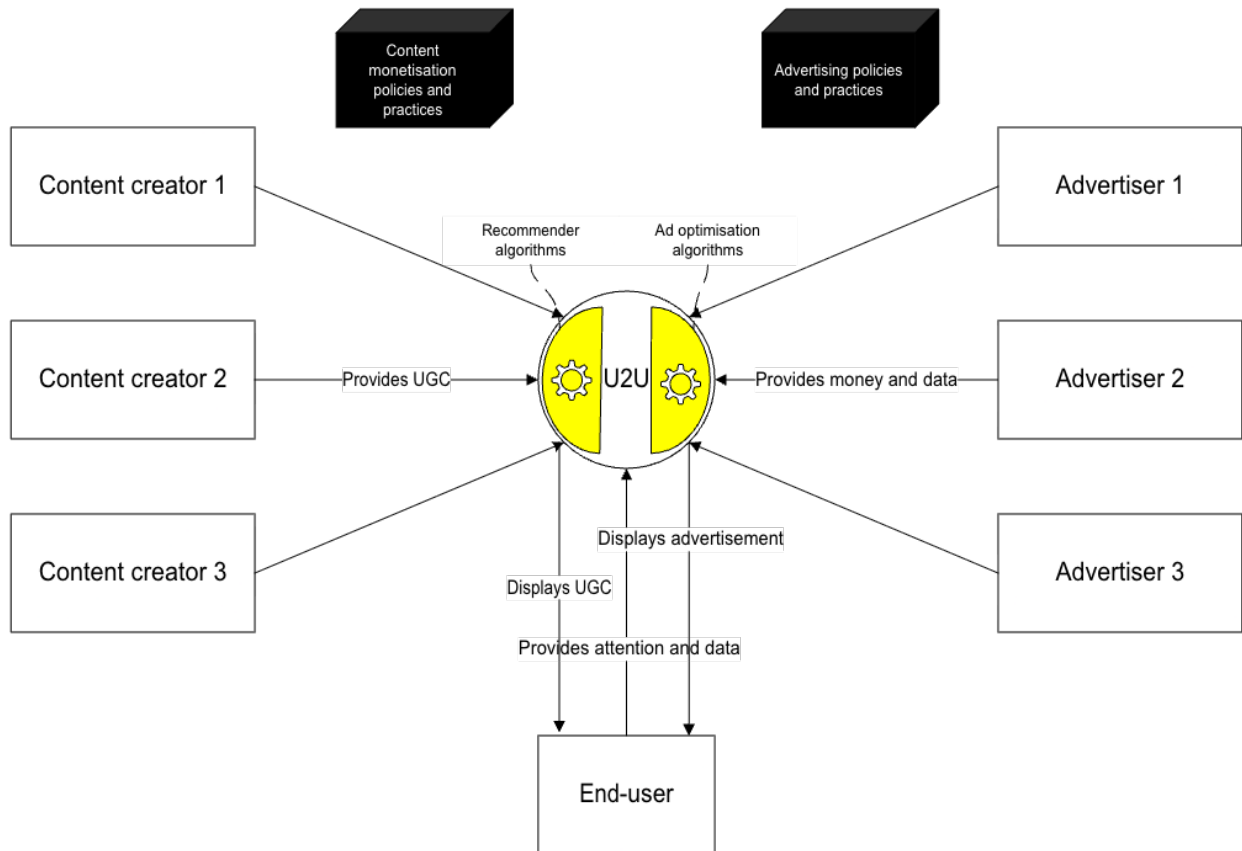 Content
monetisation
policies and
practices
Advertising policies
and practices
Content creator 1
Advertiser 1
Recommender
algorithms
Ad optimisation
algorithms
Content creator 2
Provides UGC
U2U
Provides money and data
Advertiser 2
Content creator 3
Displays advertisement
Advertiser 3
Displays UGC
Provides attention and data
End-user